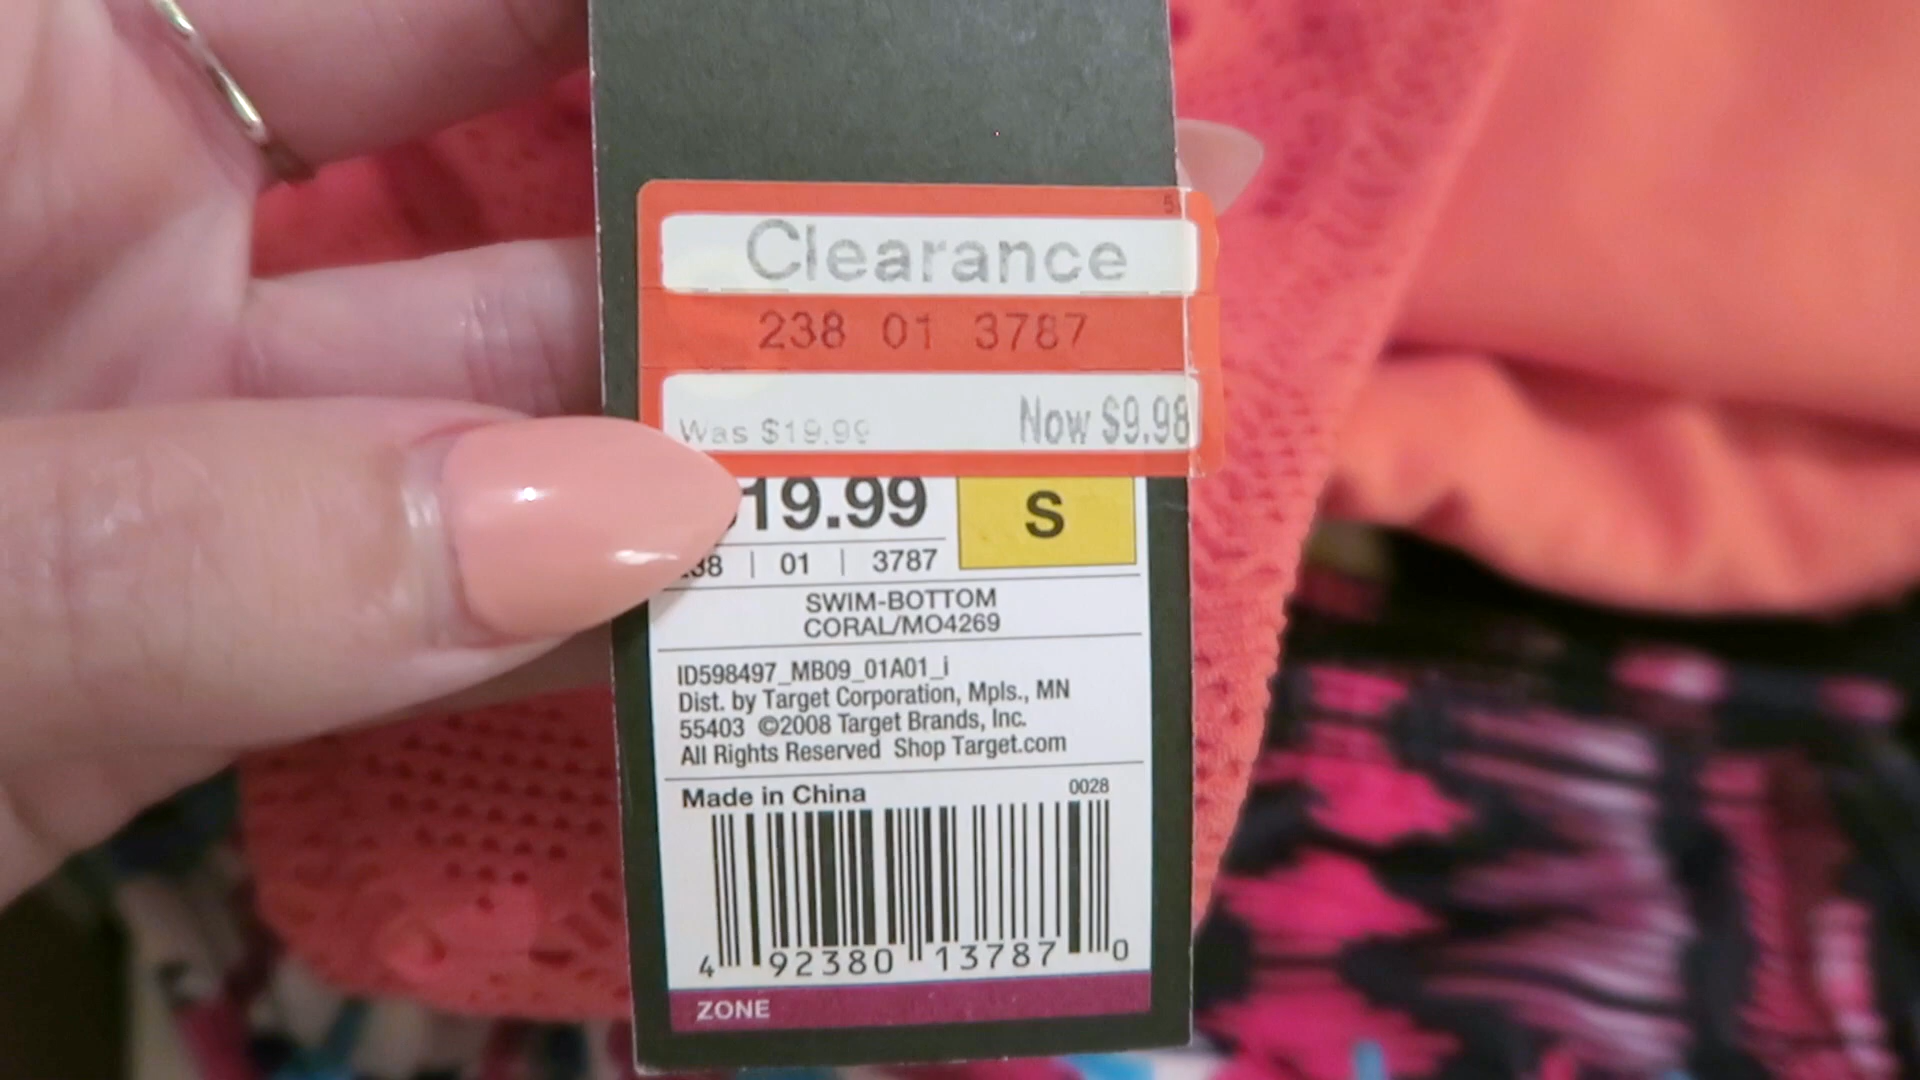 Clearance
238 01 3787
Was $19.99 Now $9.98
19.99 S
38 | 01 | 3787
SWIM-BOTTOM
CORAL/MO4269
ID598497_MB09_01A01_i
Dist. by Target Corporation, Mpls., MN
55403 ©2008 Target Brands, Inc.
All Rights Reserved Shop Target.com
Made in China 0028
4 92380 13787 0
ZONE